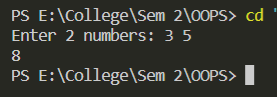 PS E:\College\Sem 2\OOPS> cd "
Enter 2 numbers: 3 5
8
PS E:\College\Sem 2\OOPS>